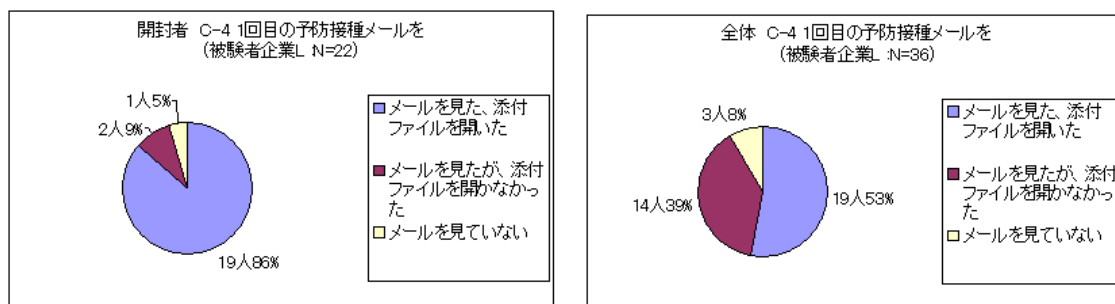 開封者 C-4 1回目の予防接種メールを
(被験者企業L :N=22)
1人5%
2人9%
19人86%
メールを見た、添付
ファイルを開いた
メールを見たが、添付
ファイルを開かなかっ
た
メールを見ていない
全体 C-4 1回目の予防接種メールを
(被験者企業L :N=36)
3人8%
14人39%
19人53%
メールを見た、添付
ファイルを開いた
メールを見たが、添付
ファイルを開かなかっ
た
メールを見ていない